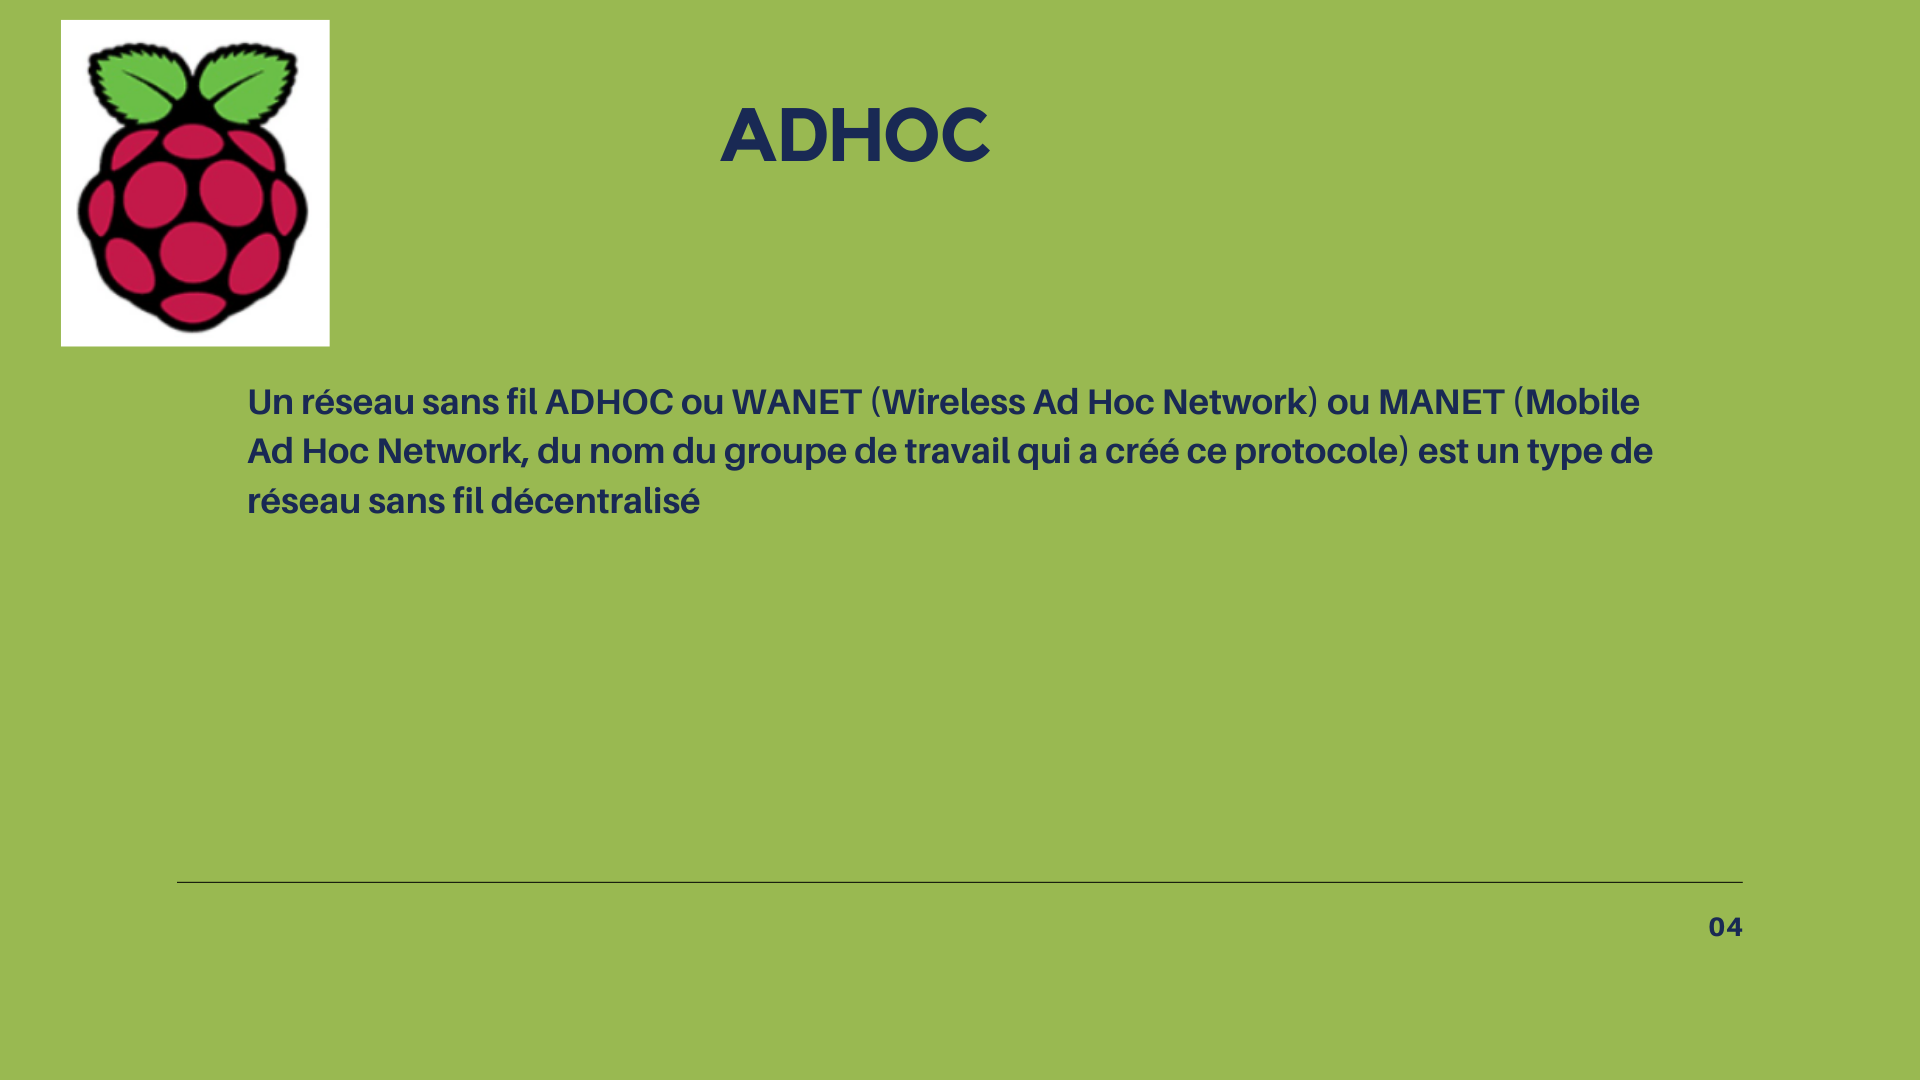 ADHOC
Un réseau sans fil ADHOC ou WANET (Wireless Ad Hoc Network) ou MANET (Mobile
Ad Hoc Network, du nom du groupe de travail qui a créé ce protocole) est un type de
réseau sans fil décentralisé
04